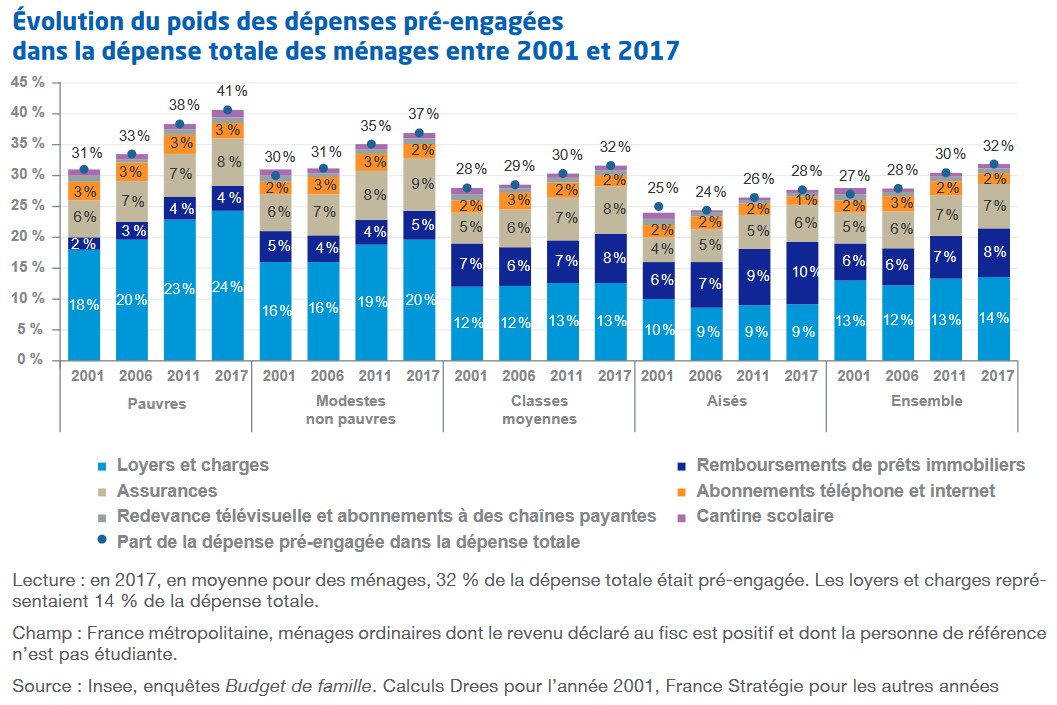 Évolution du poids des dépenses pré-engagées
dans la dépense totale des ménages entre 2001 et 2017
45 %
40 %
35 %
30 %
25 %
20 %
15 %
10 %
5 %
0 %
31 % 33 % 38 % 41 % 30 % 31 % 35 % 37 % 28 % 29 % 30 % 32 % 25 % 24 % 26 % 28 % 27 % 28 % 30 % 32 %
3 % 3 % 3 % 3 % 2 % 3 % 3 % 2 % 2 % 3 % 2 % 2 % 2 % 2 % 2 % 1 % 2 % 3 % 2 % 2 %
6 % 7 % 7 % 8 % 6 % 7 % 8 % 9 % 5 % 6 % 7 % 8 % 4 % 5 % 5 % 6 % 5 % 6 % 7 % 7 %
2 % 3 % 4 % 4 % 5 % 4 % 4 % 5 % 7 % 6 % 7 % 8 % 6 % 7 % 9 % 10 % 6 % 6 % 7 % 8 %
18 % 20 % 23 % 24 % 16 % 16 % 19 % 20 % 12 % 12 % 13 % 13 % 10 % 9 % 9 % 9 % 13 % 12 % 13 % 14 %
2001 2006 2011 2017 2001 2006 2011 2017 2001 2006 2011 2017 2001 2006 2011 2017 2001 2006 2011 2017
Pauvres
Modestes
non pauvres
Classes
moyennes
Aisés
Ensemble
Loyers et charges
Remboursements de prêts immobiliers
Assurances
Abonnements téléphone et internet
Redevance télévisuelle et abonnements à des chaînes payantes
Cantine scolaire
Part de la dépense pré-engagée dans la dépense totale
Lecture : en 2017, en moyenne pour des ménages, 32 % de la dépense totale était pré-engagée. Les loyers et charges repré-
sentaient 14 % de la dépense totale.
Champ : France métropolitaine, ménages ordinaires dont le revenu déclaré au fisc est positif et dont la personne de référence
n'est pas étudiante.
Source : Insee, enquêtes Budget de famille. Calculs Drees pour l'année 2001, France Stratégie pour les autres années